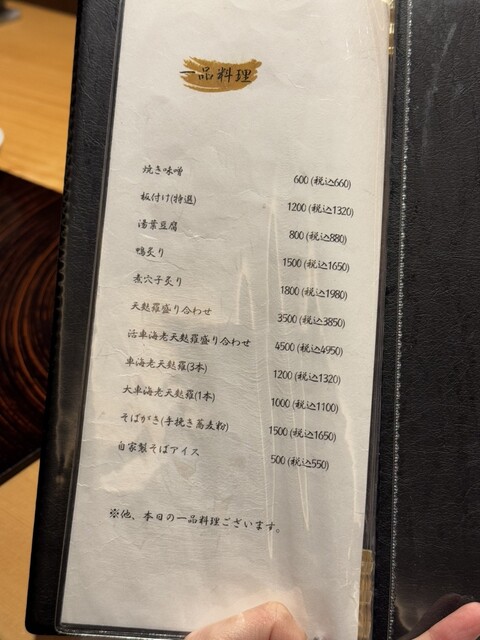 一品料理
焼き味噌 600 (税込660)
板付け(特選) 1200 (税込1320)
湯葉豆腐 800 (税込880)
鴨炙り 1500 (税込1650)
煮穴子炙り 1800 (税込1980)
天麩羅盛り合わせ 3500 (税込3850)
活車海老天麩羅盛り合わせ 4500 (税込4950)
車海老天麩羅(3本) 1200 (税込1320)
大車海老天麩羅(1本) 1000 (税込1100)
そばがき(手挽き蕎麦粉) 1500 (税込1650)
自家製そばアイス 500 (税込550)
※他、本日の一品料理ございます。